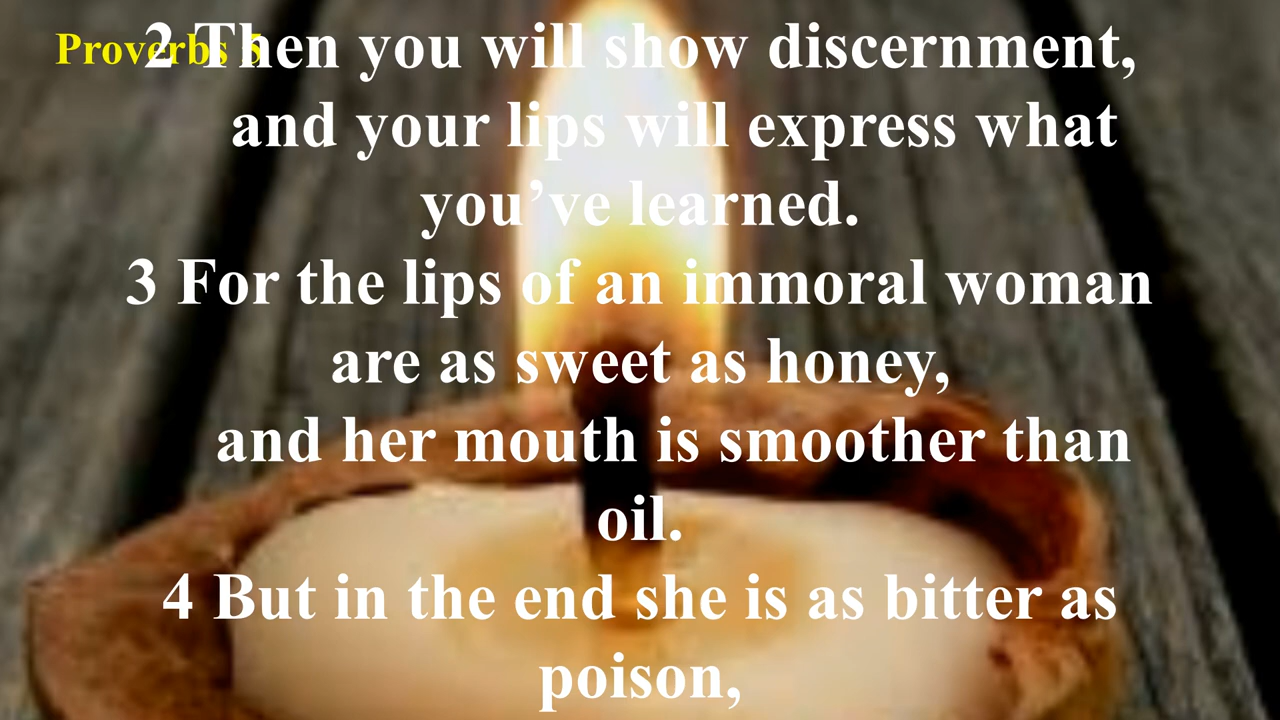 Proverbs 5
2 Then you will show discernment,
and your lips will express what
you’ve learned.
3 For the lips of an immoral woman
are as sweet as honey,
and her mouth is smoother than
oil.
4 But in the end she is as bitter as
poison,